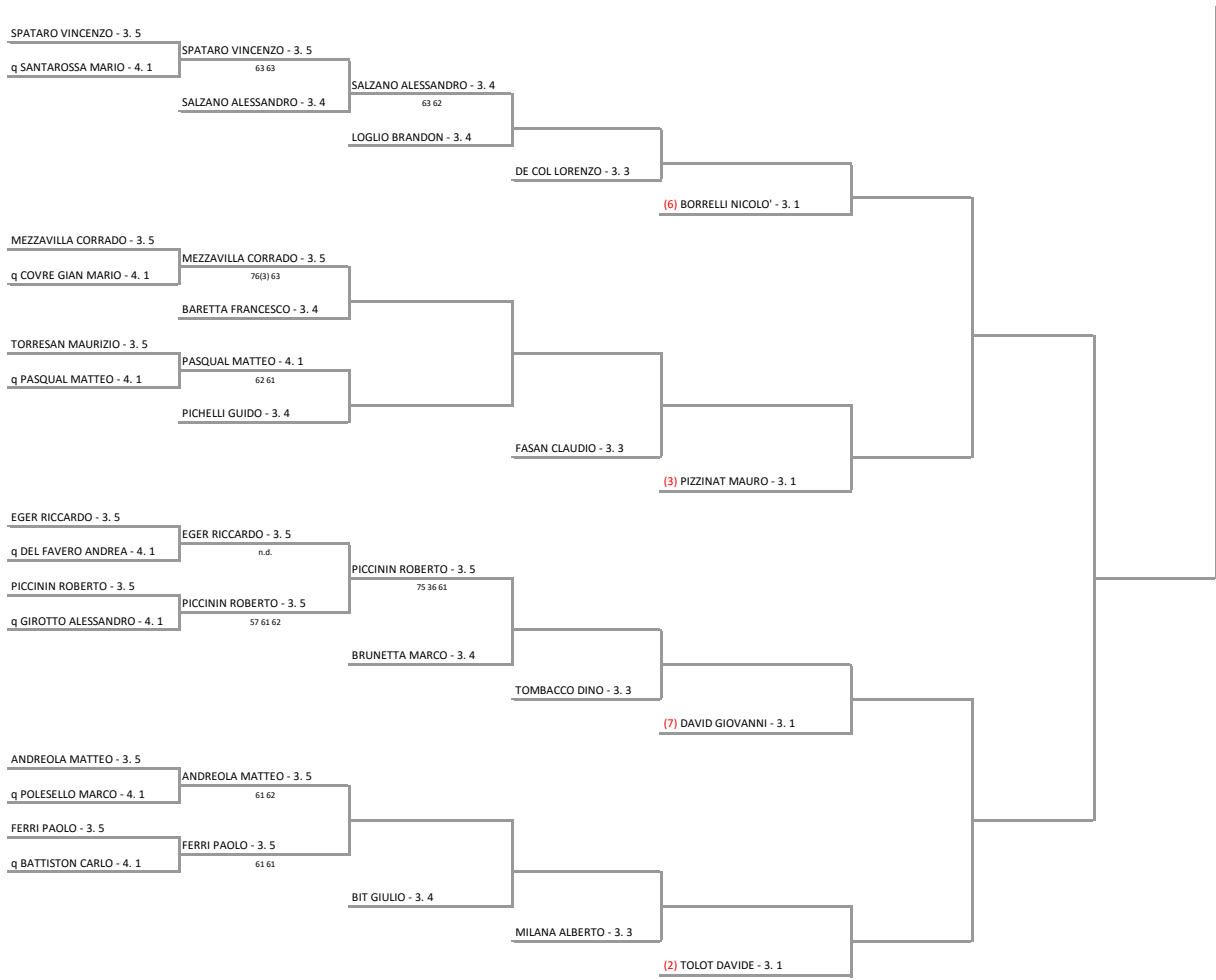 SPATARO VINCENZO - 3. 5
SPATARO VINCENZO - 3. 5
q SANTAROSSA MARIO - 4. 1
63 63
SALZANO ALESSANDRO - 3. 4
SALZANO ALESSANDRO - 3. 4
63 62
LOGLIO BRANDON - 3. 4
DE COL LORENZO - 3. 3
(6) BORRELLI NICOLO' - 3. 1
MEZZAVILLA CORRADO - 3. 5
MEZZAVILLA CORRADO - 3. 5
q COVRE GIAN MARIO - 4. 1
76(3) 63
BARETTA FRANCESCO - 3. 4
TORRESAN MAURIZIO - 3. 5
PASQUAL MATTEO - 4. 1
q PASQUAL MATTEO - 4. 1
62 61
PICHELLI GUIDO - 3. 4
FASAN CLAUDIO - 3. 3
(3) PIZZINAT MAURO - 3. 1
EGER RICCARDO - 3. 5
EGER RICCARDO - 3. 5
q DEL FAVERO ANDREA - 4. 1
n.d.
PICCININ ROBERTO - 3. 5
PICCININ ROBERTO - 3. 5
75 36 61
PICCININ ROBERTO - 3. 5
q GIROTTO ALESSANDRO - 4. 1
57 61 62
BRUNETTA MARCO - 3. 4
TOMBACCO DINO - 3. 3
(7) DAVID GIOVANNI - 3. 1
ANDREOLA MATTEO - 3. 5
ANDREOLA MATTEO - 3. 5
q POLESELLO MARCO - 4. 1
61 62
FERRI PAOLO - 3. 5
FERRI PAOLO - 3. 5
q BATTISTON CARLO - 4. 1
61 61
BIT GIULIO - 3. 4
MILANA ALBERTO - 3. 3
(2) TOLOT DAVIDE - 3. 1